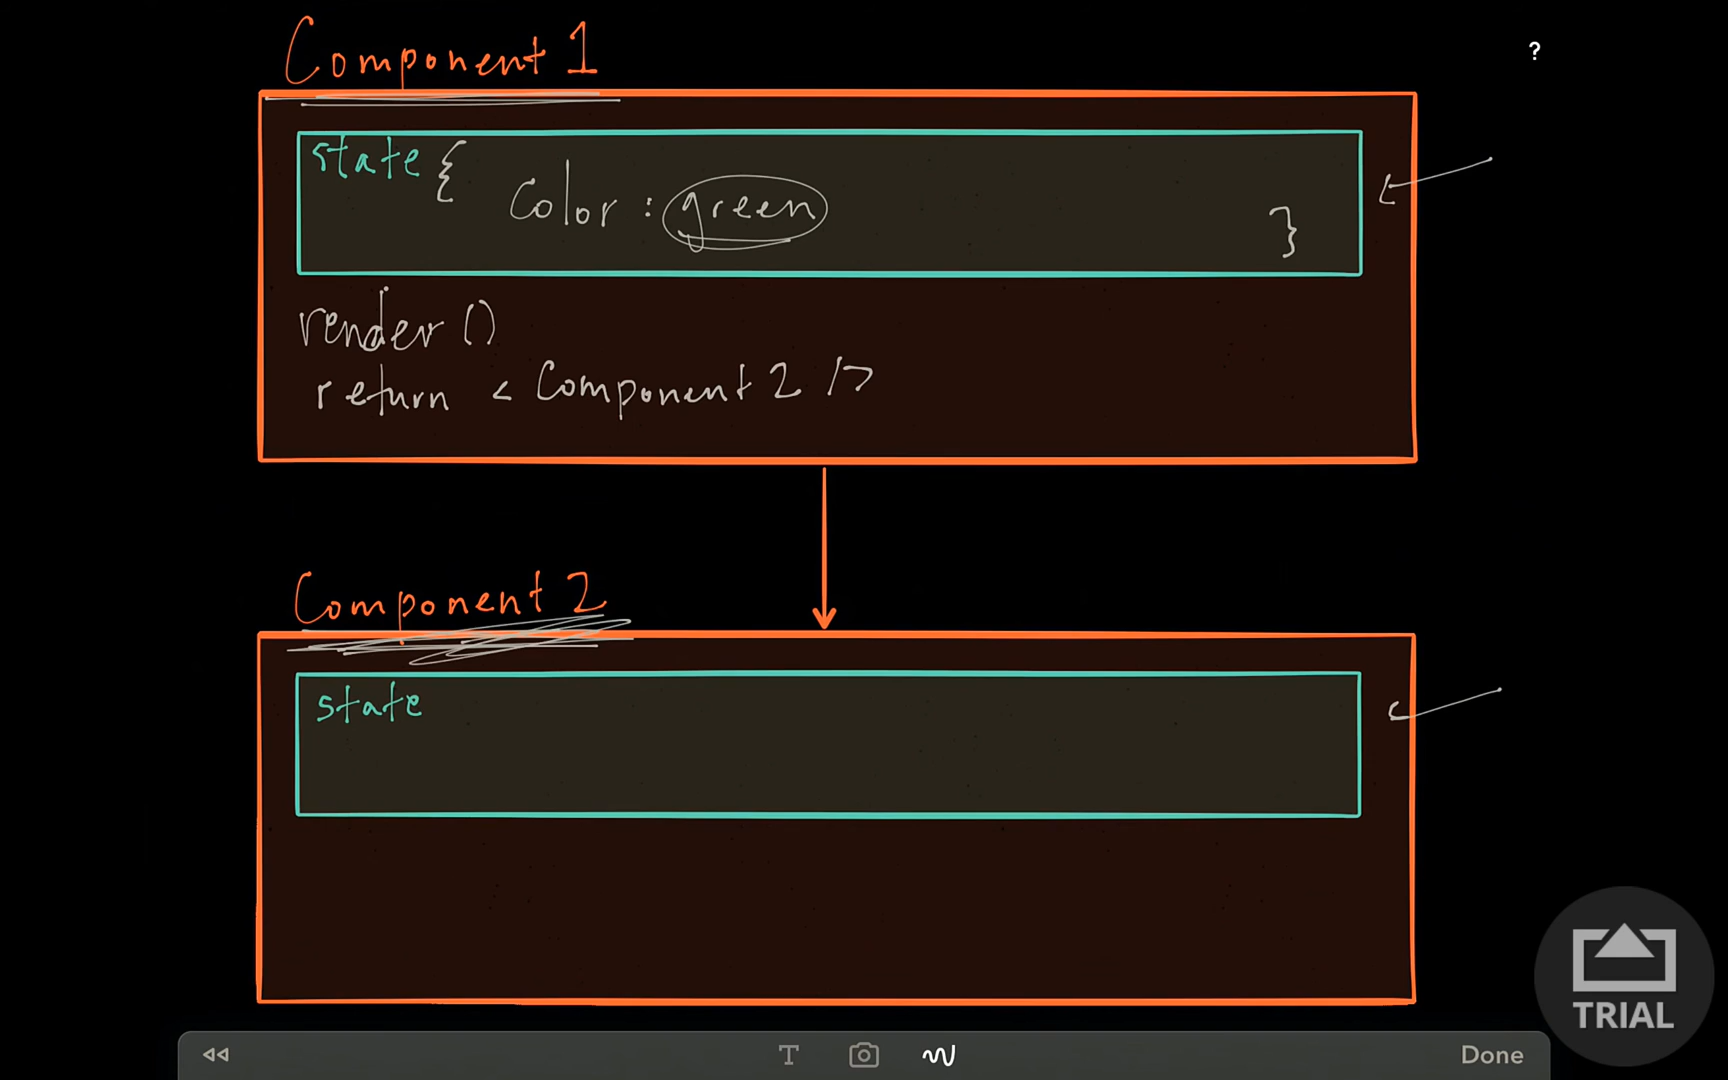 Component 1
?
state {
Color : green
}
render ()
return < Component 2 />
Component 2
state
TRIAL
T
Done